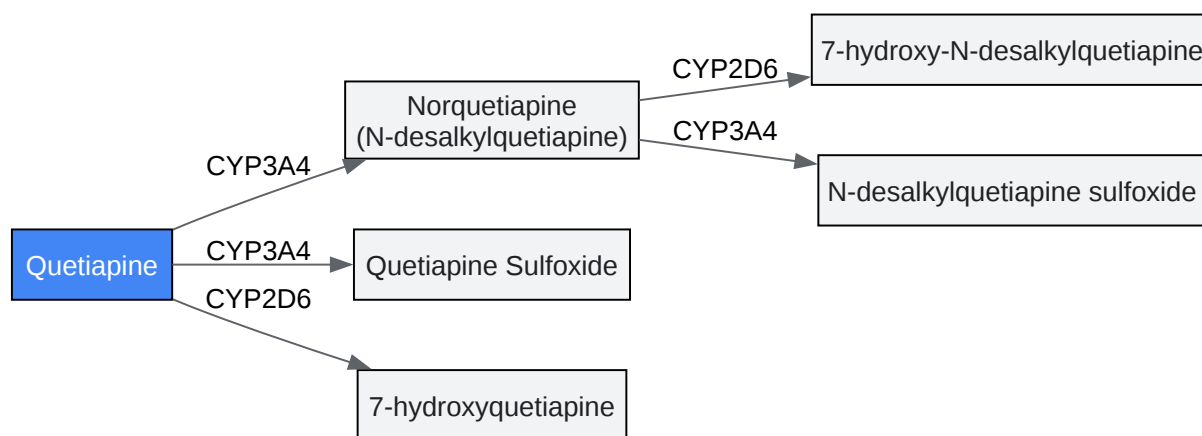 7-hydroxy-N-desalkylquetiapine
CYP2D6
Norquetiapine
(N-desalkylquetiapine)
CYP3A4
CYP3A4
N-desalkylquetiapine sulfoxide
Quetiapine
CYP3A4
Quetiapine Sulfoxide
CYP2D6
7-hydroxyquetiapine